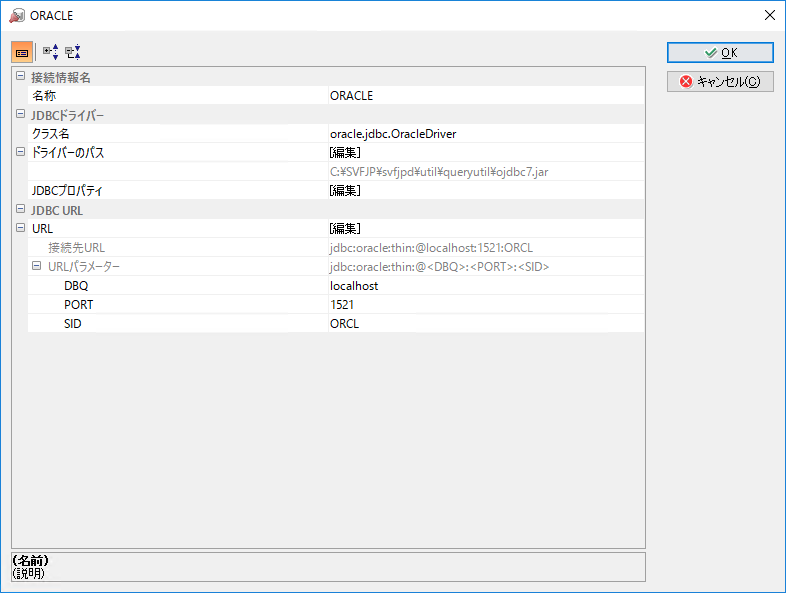 ORACLE
OK
キャンセル(C)
接続情報名
名称 ORACLE
JDBCドライバー
クラス名 oracle.jdbc.OracleDriver
ドライバーのパス [編集]
C:¥SVFJP¥svfjpd¥util¥queryutil¥ojdbc7.jar
JDBCプロパティ [編集]
JDBC URL
URL [編集]
接続先URL jdbc:oracle:thin:@localhost:1521:ORCL
URLパラメーター jdbc:oracle:thin:@<DBQ>:<PORT>:<SID>
DBQ localhost
PORT 1521
SID ORCL
(名前)
(説明)